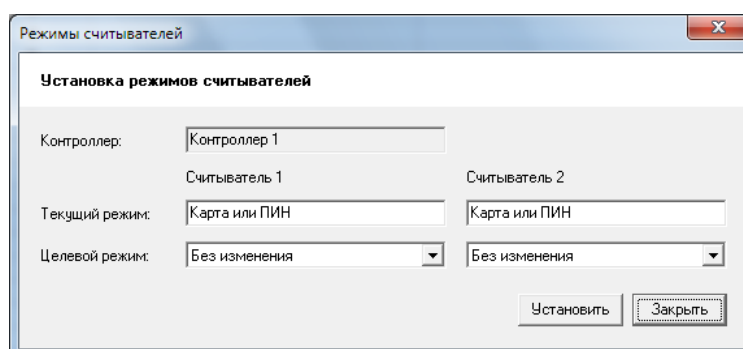 Режимы считывателей
Установка режимов считывателей
Контроллер: Контроллер 1
Считыватель 1 Считыватель 2
Текущий режим: Карта или ПИН Карта или ПИН
Целевой режим: Без изменения Без изменения
Установить Закрыть